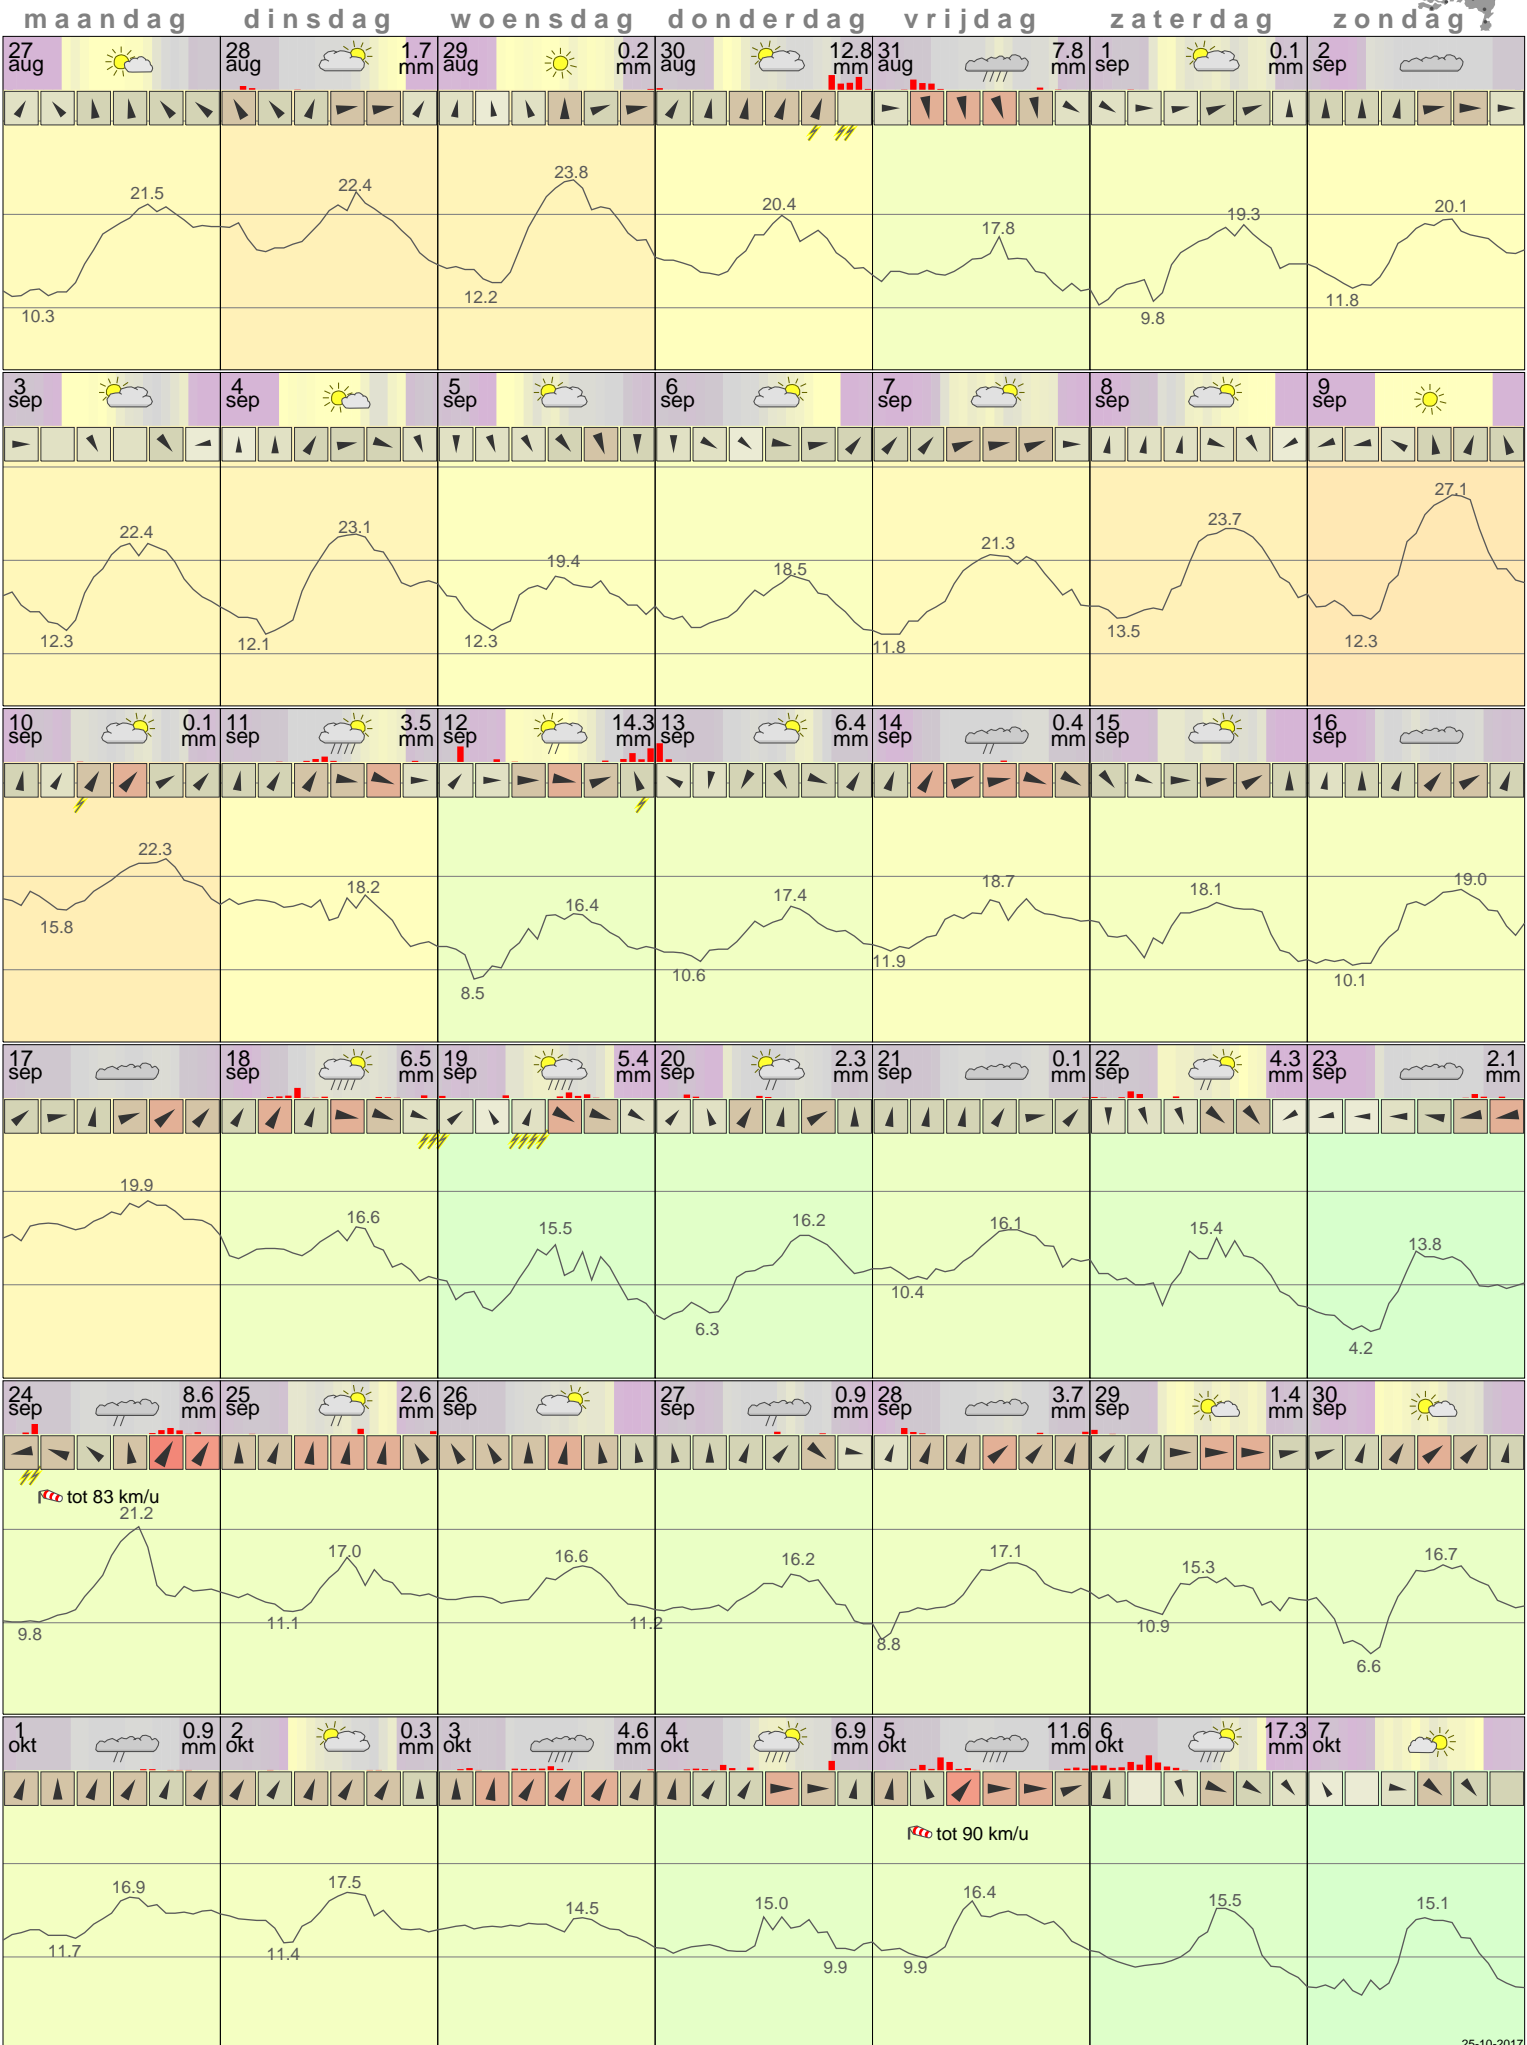 maandag dinsdag woensdag donderdag vrijdag zaterdag zondag
27 aug
28 aug 1.7 mm
29 aug 0.2 mm
30 aug 12.8 mm
31 aug 7.8 mm
1 sep 0.1 mm
2 sep
21.5 22.4 23.8 20.4 17.8 19.3 20.1
10.3 12.2 9.8 11.8
3 sep
4 sep
5 sep
6 sep
7 sep
8 sep
9 sep
22.4 23.1 19.4 18.5 21.3 23.7 27.1
12.3 12.1 12.3 11.8 13.5 12.3
10 sep 0.1 mm
11 sep 3.5 mm
12 sep 14.3 mm
13 sep 6.4 mm
14 sep 0.4 mm
15 sep
16 sep
22.3 18.2 16.4 17.4 18.7 18.1 19.0
15.8 8.5 10.6 11.9 10.1
17 sep
18 sep 6.5 mm
19 sep 5.4 mm
20 sep 2.3 mm
21 sep 0.1 mm
22 sep 4.3 mm
23 sep 2.1 mm
19.9 16.6 15.5 16.2 16.1 15.4 13.8
6.3 10.4 4.2
24 sep 8.6 mm
25 sep 2.6 mm
26 sep
27 sep 0.9 mm
28 sep 3.7 mm
29 sep 1.4 mm
30 sep
tot 83 km/u
21.2 17.0 16.6 16.2 17.1 15.3 16.7
9.8 11.1 11.2 8.8 10.9 6.6
1 okt 0.9 mm
2 okt 0.3 mm
3 okt 4.6 mm
4 okt 6.9 mm
5 okt 11.6 mm
6 okt 17.3 mm
7 okt
tot 90 km/u
16.9 17.5 14.5 15.0 16.4 15.5 15.1
11.7 11.4 9.9 9.9
25-10-2017